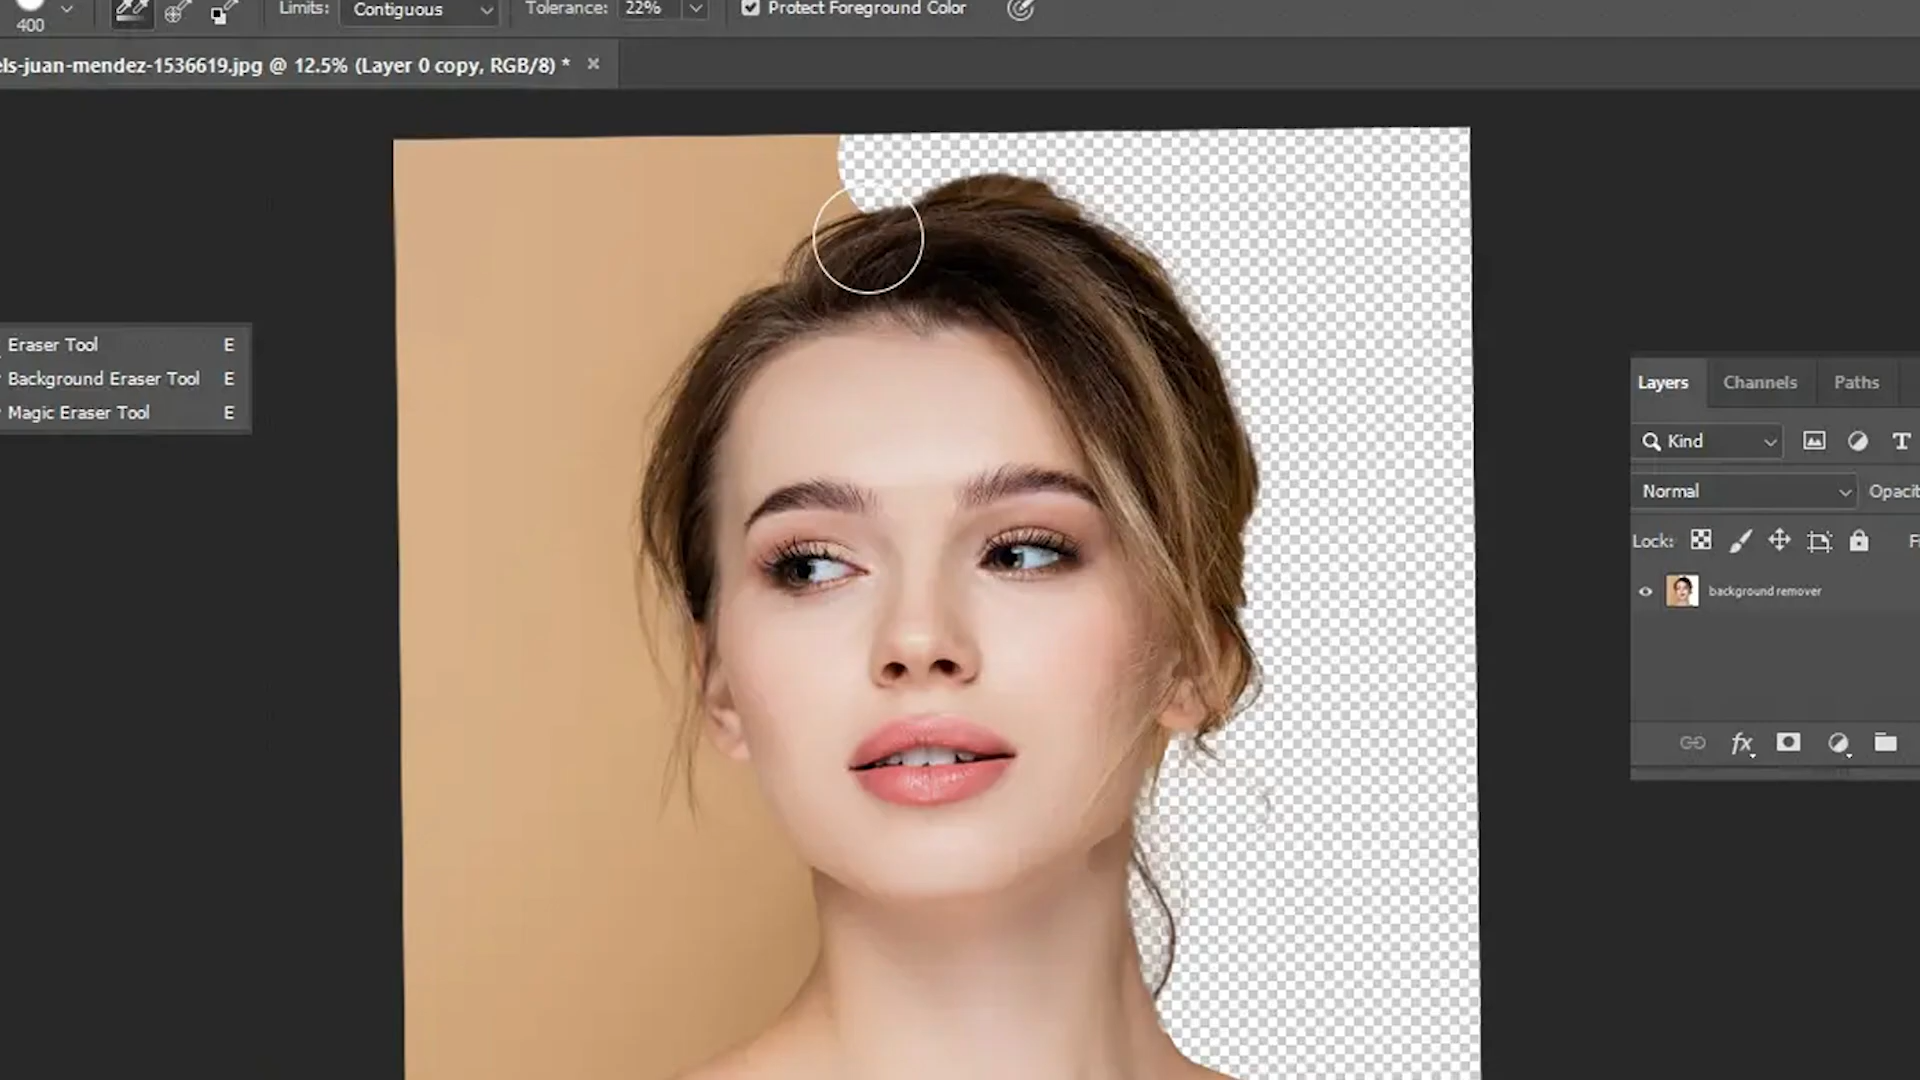 Limits: Contiguous Tolerance: 22% Protect Foreground Color
400
els-juan-mendez-1536619.jpg @ 12.5% (Layer 0 copy, RGB/8) * ×
Eraser Tool E
Background Eraser Tool E
Magic Eraser Tool E
Layers Channels Paths
Kind T
Normal Opacit
Lock: Fi
background remover
fx